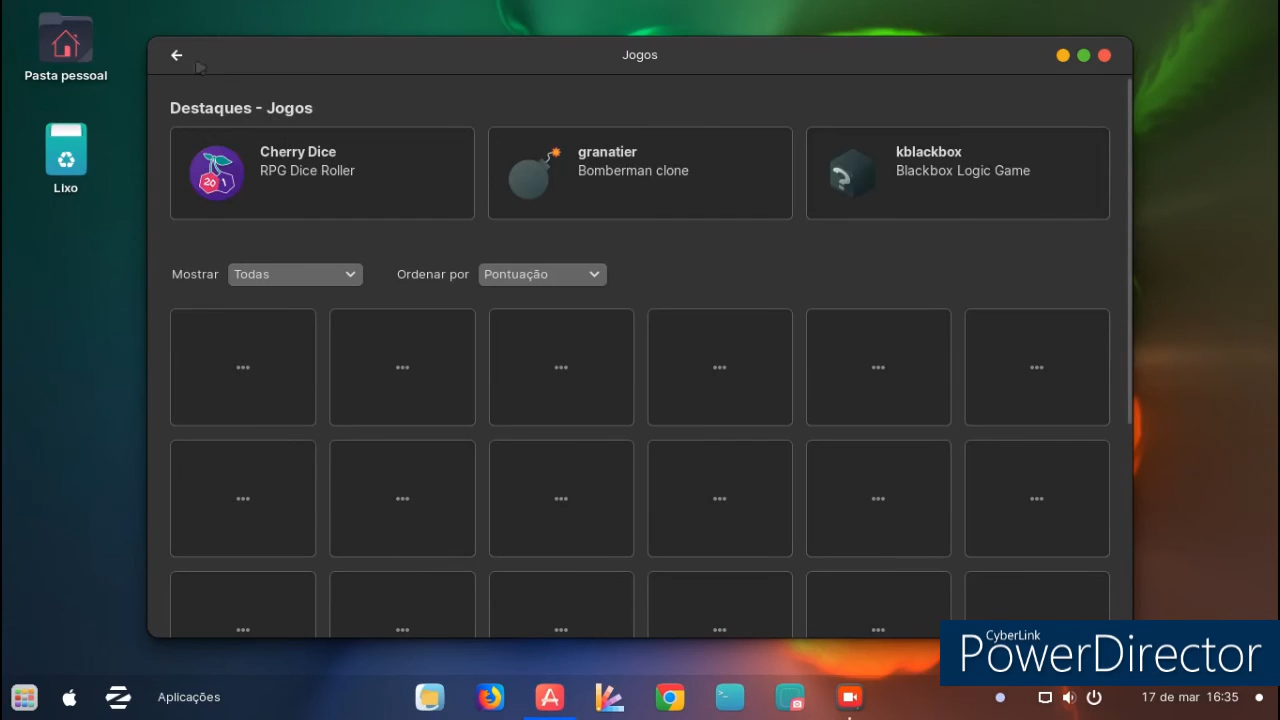 Pasta pessoal
Lixo
Jogos
Destaques - Jogos
Cherry Dice
RPG Dice Roller
granatier
Bomberman clone
kblackbox
Blackbox Logic Game
Mostrar Todas Ordenar por Pontuação
... ... ... ... ... ...
... ... ... ... ... ...
... ... ... ... ...
CyberLink
PowerDirector
Aplicações
17 de mar 16:35